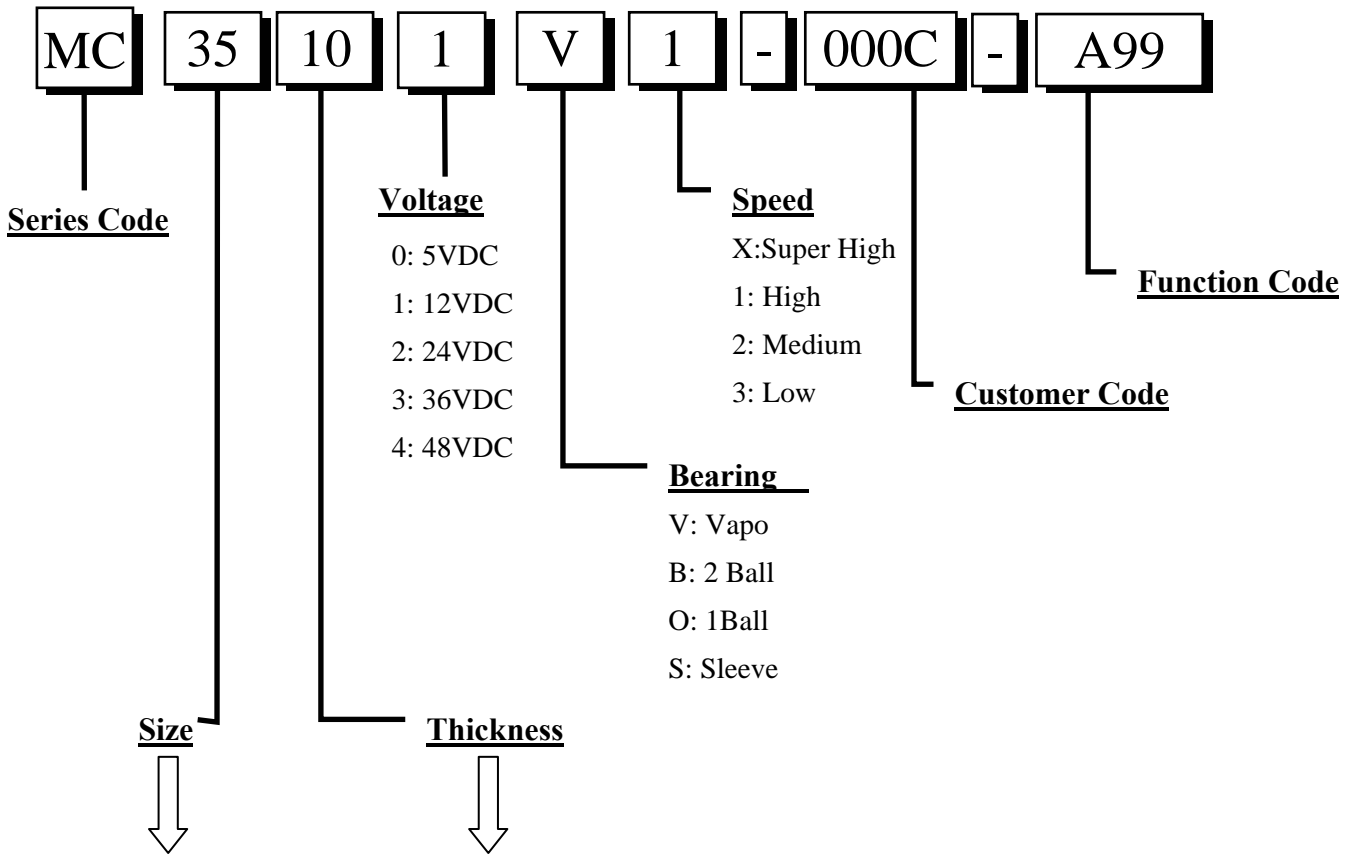 MC 35 10 1 V 1 - 000C - A99
Series Code
Voltage
0: 5VDC
1: 12VDC
2: 24VDC
3: 36VDC
4: 48VDC
Speed
X:Super High
1: High
2: Medium
3: Low
Function Code
Customer Code
Bearing
V: Vapo
B: 2 Ball
O: 1Ball
S: Sleeve
Size
Thickness